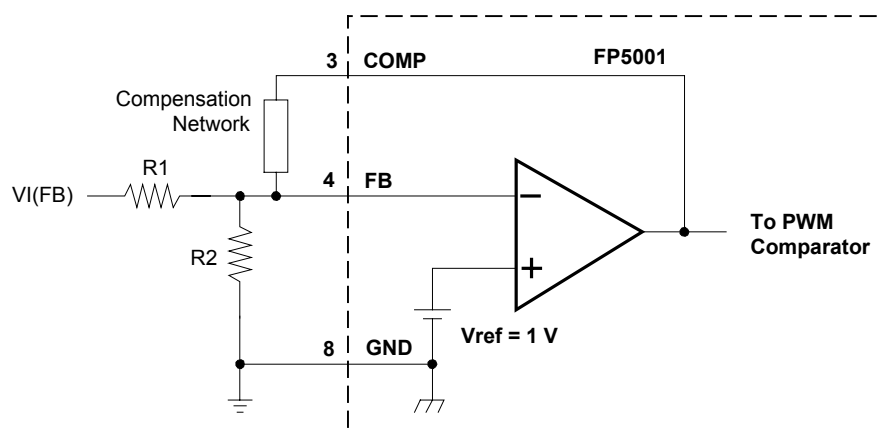 3 COMP FP5001
Compensation
Network
R1
VI(FB)
4 FB
R2
To PWM
Comparator
Vref = 1 V
8 GND